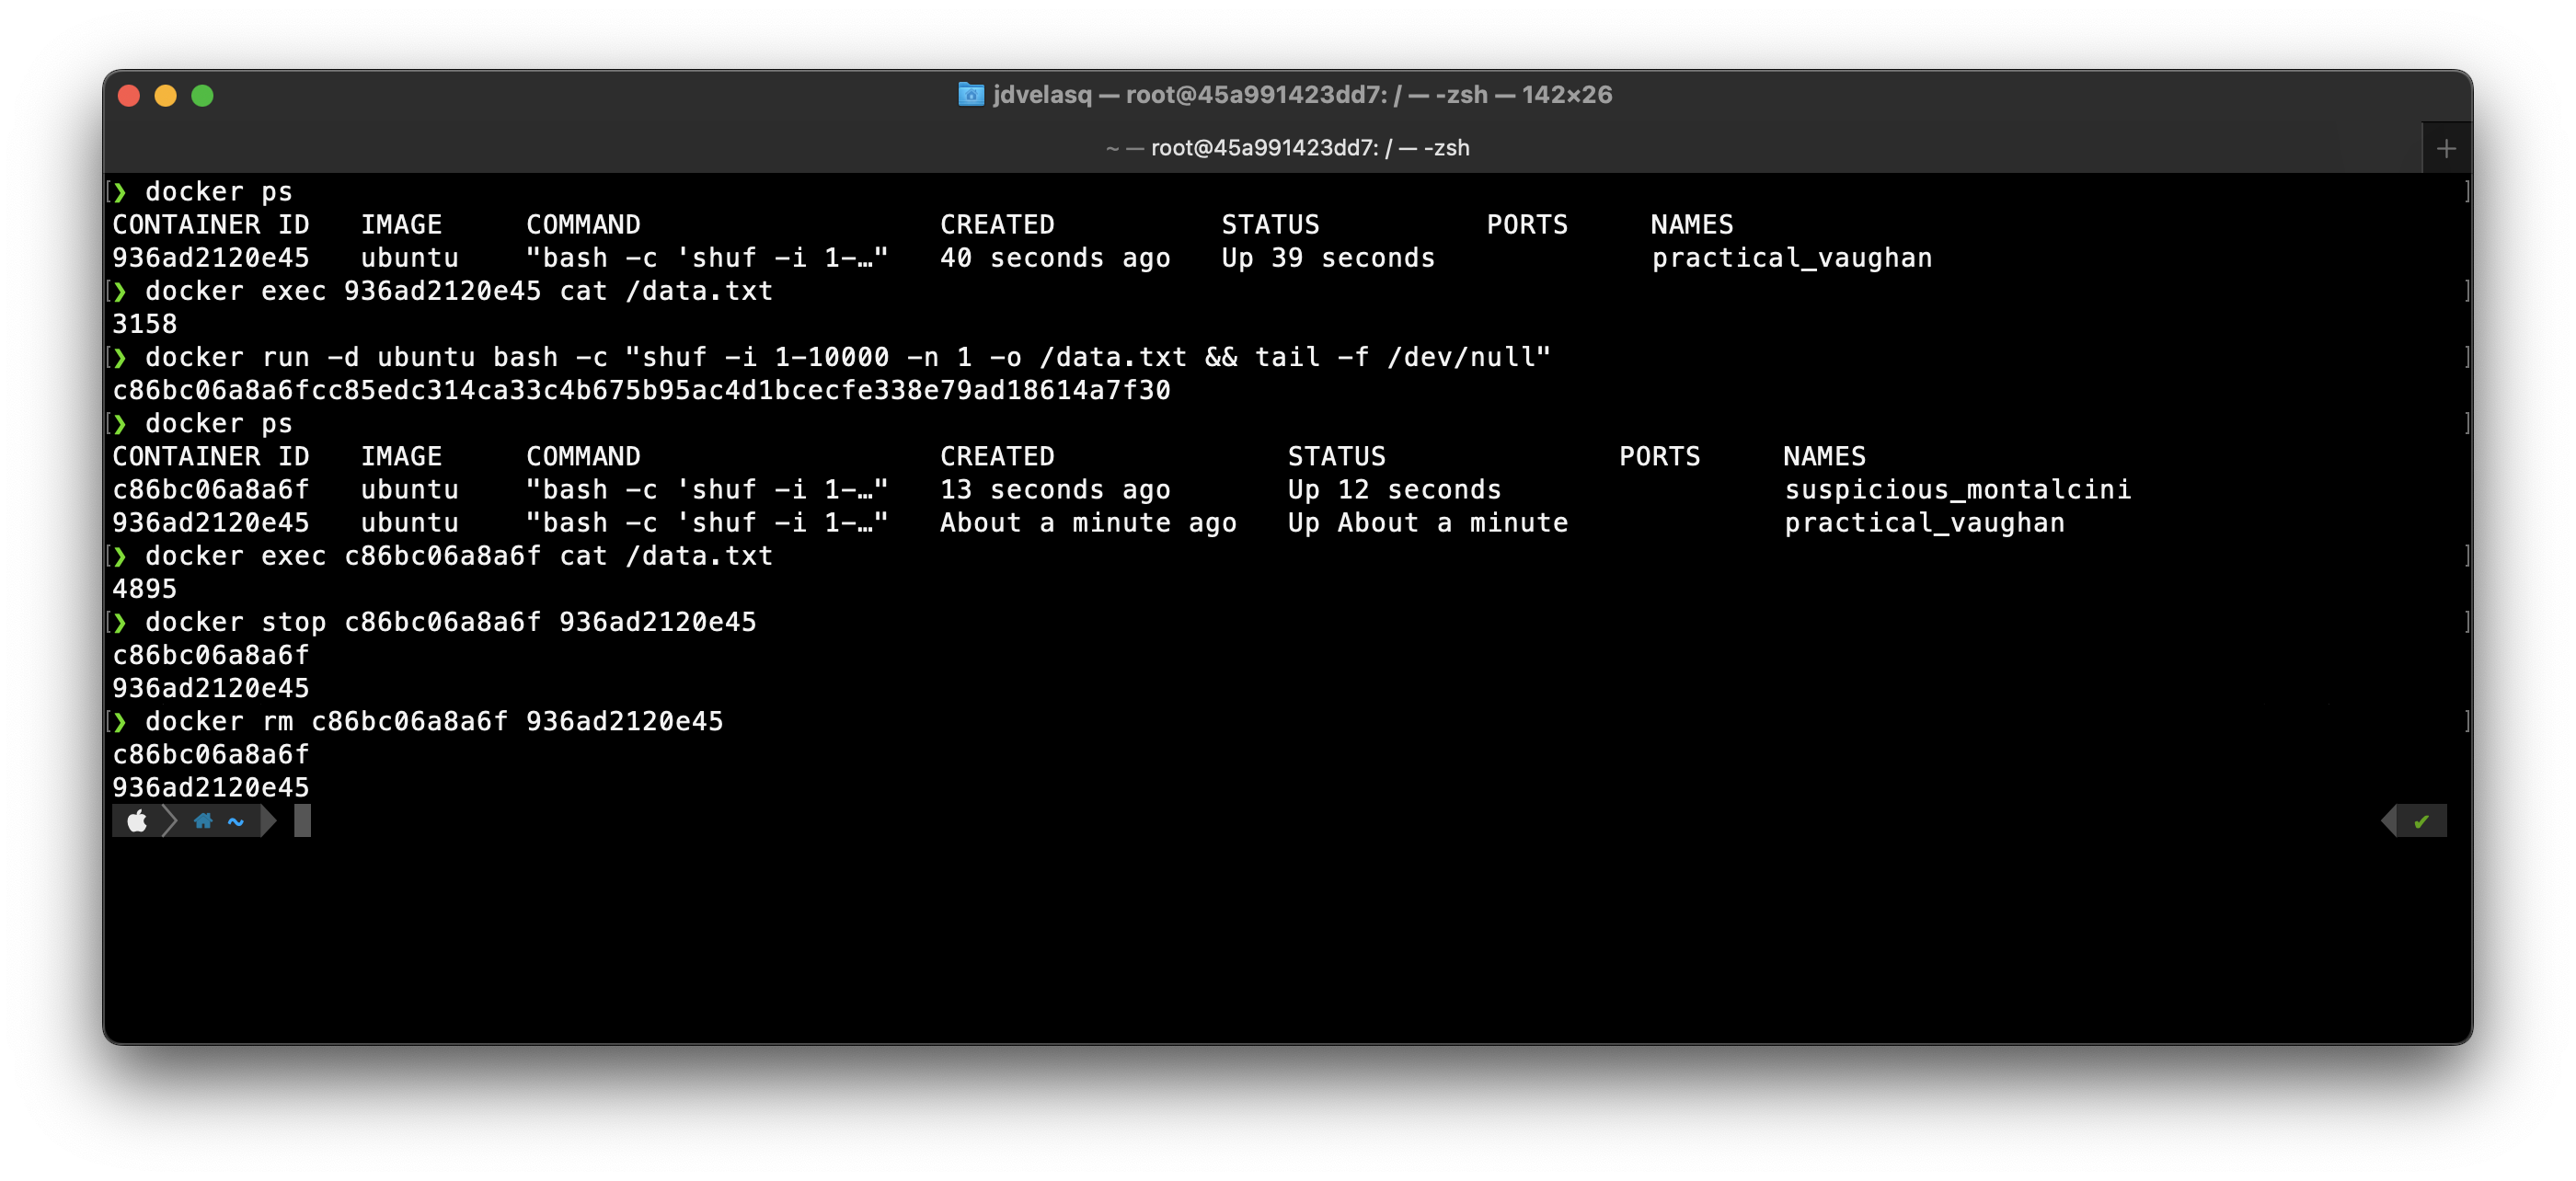 jdvelasq — root@45a991423dd7: / — -zsh — 142×26
~ — root@45a991423dd7: / — -zsh
❯ docker ps
CONTAINER ID   IMAGE     COMMAND                  CREATED          STATUS          PORTS     NAMES
936ad2120e45   ubuntu    "bash -c 'shuf -i 1-…"   40 seconds ago   Up 39 seconds             practical_vaughan
❯ docker exec 936ad2120e45 cat /data.txt
3158
❯ docker run -d ubuntu bash -c "shuf -i 1-10000 -n 1 -o /data.txt && tail -f /dev/null"
c86bc06a8a6fcc85edc314ca33c4b675b95ac4d1bcecfe338e79ad18614a7f30
❯ docker ps
CONTAINER ID   IMAGE     COMMAND                  CREATED              STATUS              PORTS     NAMES
c86bc06a8a6f   ubuntu    "bash -c 'shuf -i 1-…"   13 seconds ago       Up 12 seconds                 suspicious_montalcini
936ad2120e45   ubuntu    "bash -c 'shuf -i 1-…"   About a minute ago   Up About a minute             practical_vaughan
❯ docker exec c86bc06a8a6f cat /data.txt
4895
❯ docker stop c86bc06a8a6f 936ad2120e45
c86bc06a8a6f
936ad2120e45
❯ docker rm c86bc06a8a6f 936ad2120e45
c86bc06a8a6f
936ad2120e45
~ ✔